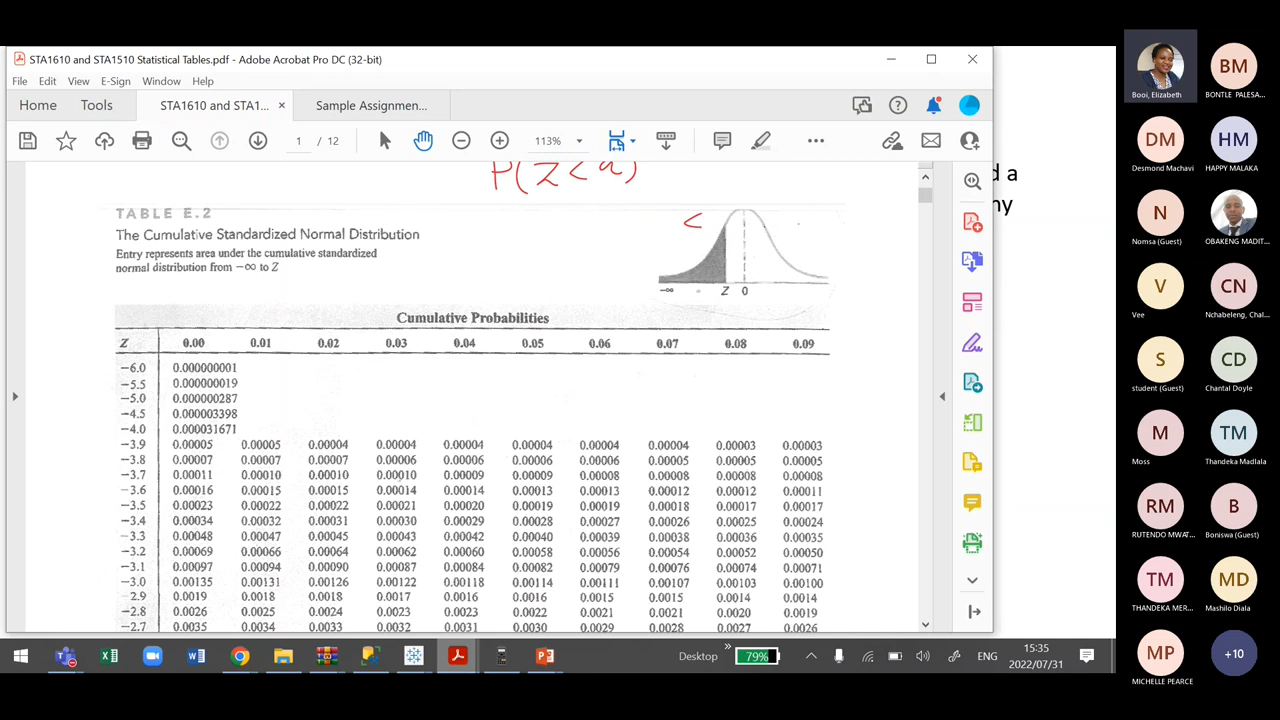 STA1610 and STA1510 Statistical Tables.pdf - Adobe Acrobat Pro DC (32-bit)
File Edit View E-Sign Window Help
Home Tools STA1610 and STA1... × Sample Assignmen...
1 / 12 113%
P(Z < a)
TABLE E.2
The Cumulative Standardized Normal Distribution
Entry represents area under the cumulative standardized
normal distribution from −∞ to Z
<
−∞ Z 0
Cumulative Probabilities
Z 0.00 0.01 0.02 0.03 0.04 0.05 0.06 0.07 0.08 0.09
−6.0 0.000000001
−5.5 0.000000019
−5.0 0.000000287
−4.5 0.000003398
−4.0 0.000031671
−3.9 0.00005 0.00005 0.00004 0.00004 0.00004 0.00004 0.00004 0.00004 0.00003 0.00003
−3.8 0.00007 0.00007 0.00007 0.00006 0.00006 0.00006 0.00006 0.00005 0.00005 0.00005
−3.7 0.00011 0.00010 0.00010 0.00010 0.00009 0.00009 0.00008 0.00008 0.00008 0.00008
−3.6 0.00016 0.00015 0.00015 0.00014 0.00014 0.00013 0.00013 0.00012 0.00012 0.00011
−3.5 0.00023 0.00022 0.00022 0.00021 0.00020 0.00019 0.00019 0.00018 0.00017 0.00017
−3.4 0.00034 0.00032 0.00031 0.00030 0.00029 0.00028 0.00027 0.00026 0.00025 0.00024
−3.3 0.00048 0.00047 0.00045 0.00043 0.00042 0.00040 0.00039 0.00038 0.00036 0.00035
−3.2 0.00069 0.00066 0.00064 0.00062 0.00060 0.00058 0.00056 0.00054 0.00052 0.00050
−3.1 0.00097 0.00094 0.00090 0.00087 0.00084 0.00082 0.00079 0.00076 0.00074 0.00071
−3.0 0.00135 0.00131 0.00126 0.00122 0.00118 0.00114 0.00111 0.00107 0.00103 0.00100
−2.9 0.0019 0.0018 0.0018 0.0017 0.0016 0.0016 0.0015 0.0015 0.0014 0.0014
−2.8 0.0026 0.0025 0.0024 0.0023 0.0023 0.0022 0.0021 0.0021 0.0020 0.0019
−2.7 0.0035 0.0034 0.0033 0.0032 0.0031 0.0030 0.0029 0.0028 0.0027 0.0026
d a
ny
Desktop 79% ENG 15:35
2022/07/31
BM
Booi, Elizabeth BONTLE PALESA...
DM HM
Desmond Machavi HAPPY MALAKA
N
Nomsa (Guest) OBAKENG MADIT...
V CN
Vee Nchabeleng, Chal...
S CD
student (Guest) Chantal Doyle
M TM
Moss Thandeka Madlala
RM B
RUTENDO MWAT... Boniswa (Guest)
TM MD
THANDEKA MER... Mashilo Diala
MP +10
MICHELLE PEARCE